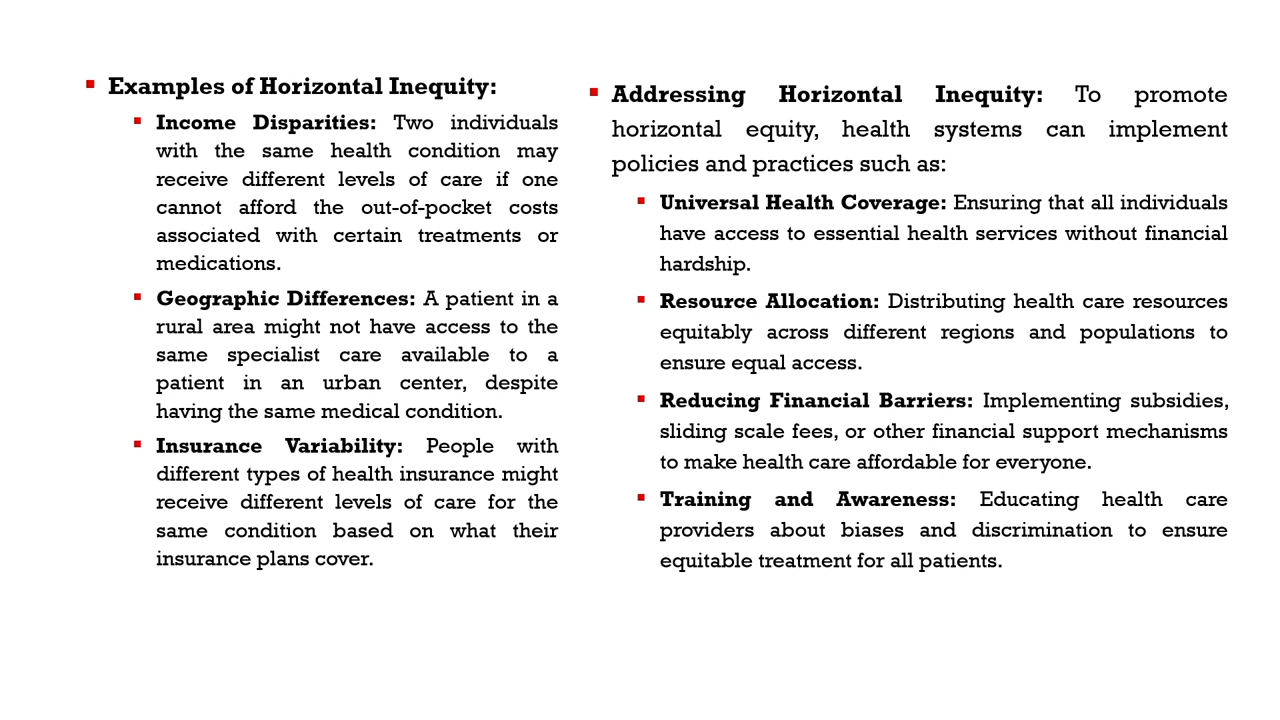 Examples of Horizontal Inequity:
Income Disparities: Two individuals
with the same health condition may
receive different levels of care if one
cannot afford the out-of-pocket costs
associated with certain treatments or
medications.
Geographic Differences: A patient in a
rural area might not have access to the
same specialist care available to a
patient in an urban center, despite
having the same medical condition.
Insurance Variability: People with
different types of health insurance might
receive different levels of care for the
same condition based on what their
insurance plans cover.
Addressing Horizontal Inequity: To promote
horizontal equity, health systems can implement
policies and practices such as:
Universal Health Coverage: Ensuring that all individuals
have access to essential health services without financial
hardship.
Resource Allocation: Distributing health care resources
equitably across different regions and populations to
ensure equal access.
Reducing Financial Barriers: Implementing subsidies,
sliding scale fees, or other financial support mechanisms
to make health care affordable for everyone.
Training and Awareness: Educating health care
providers about biases and discrimination to ensure
equitable treatment for all patients.